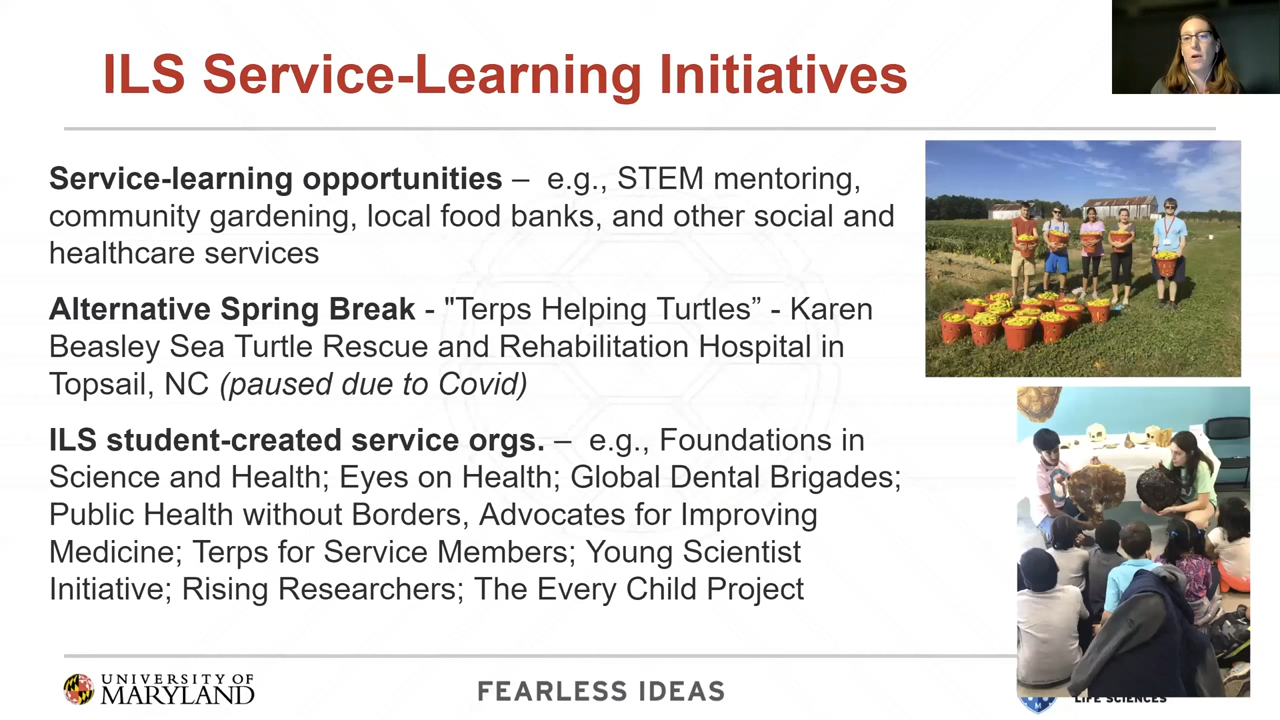 ILS Service-Learning Initiatives
Service-learning opportunities – e.g., STEM mentoring,
community gardening, local food banks, and other social and
healthcare services
Alternative Spring Break - "Terps Helping Turtles” - Karen
Beasley Sea Turtle Rescue and Rehabilitation Hospital in
Topsail, NC (paused due to Covid)
ILS student-created service orgs. – e.g., Foundations in
Science and Health; Eyes on Health; Global Dental Brigades;
Public Health without Borders, Advocates for Improving
Medicine; Terps for Service Members; Young Scientist
Initiative; Rising Researchers; The Every Child Project
UNIVERSITY OF
MARYLAND
FEARLESS IDEAS
LIFE SCIENCES